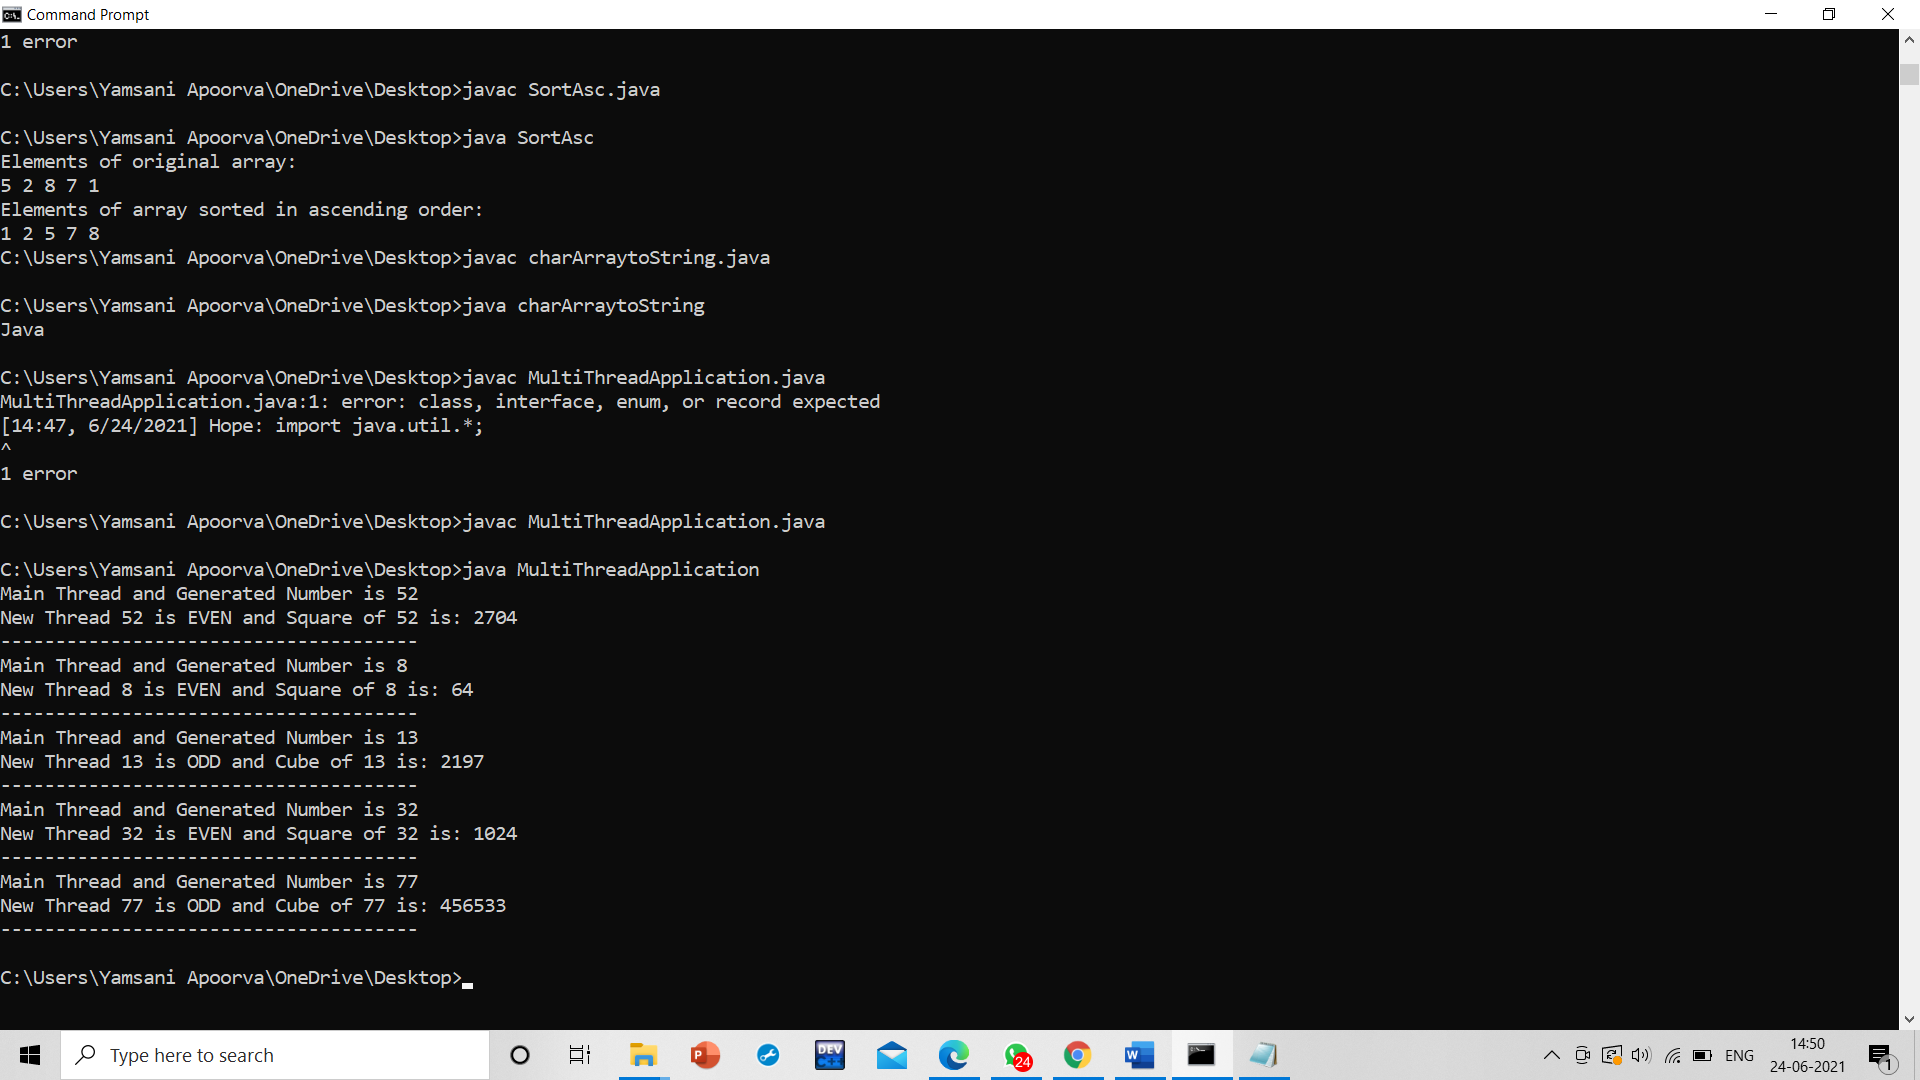 Command Prompt
1 error
C:\Users\Yamsani Apoorva\OneDrive\Desktop>javac SortAsc.java
C:\Users\Yamsani Apoorva\OneDrive\Desktop>java SortAsc
Elements of original array:
5 2 8 7 1
Elements of array sorted in ascending order:
1 2 5 7 8
C:\Users\Yamsani Apoorva\OneDrive\Desktop>javac charArraytoString.java
C:\Users\Yamsani Apoorva\OneDrive\Desktop>java charArraytoString
Java
C:\Users\Yamsani Apoorva\OneDrive\Desktop>javac MultiThreadApplication.java
MultiThreadApplication.java:1: error: class, interface, enum, or record expected
[14:47, 6/24/2021] Hope: import java.util.*;
^
1 error
C:\Users\Yamsani Apoorva\OneDrive\Desktop>javac MultiThreadApplication.java
C:\Users\Yamsani Apoorva\OneDrive\Desktop>java MultiThreadApplication
Main Thread and Generated Number is 52
New Thread 52 is EVEN and Square of 52 is: 2704
--------------------------------------
Main Thread and Generated Number is 8
New Thread 8 is EVEN and Square of 8 is: 64
--------------------------------------
Main Thread and Generated Number is 13
New Thread 13 is ODD and Cube of 13 is: 2197
--------------------------------------
Main Thread and Generated Number is 32
New Thread 32 is EVEN and Square of 32 is: 1024
--------------------------------------
Main Thread and Generated Number is 77
New Thread 77 is ODD and Cube of 77 is: 456533
--------------------------------------
C:\Users\Yamsani Apoorva\OneDrive\Desktop>
Type here to search
DEV C++
24
ENG
14:50
24-06-2021
1